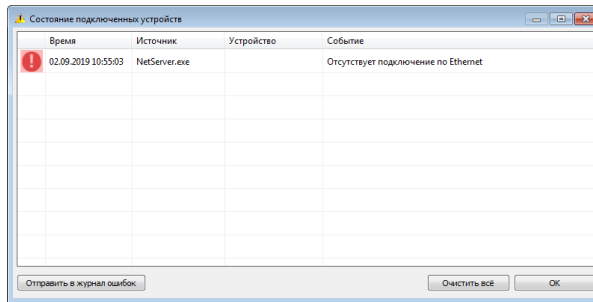 Состояние подключенных устройств
Время Источник Устройство Событие
02.09.2019 10:55:03 NetServer.exe Отсутствует подключение по Ethernet
Отправить в журнал ошибок Очистить всё ОК